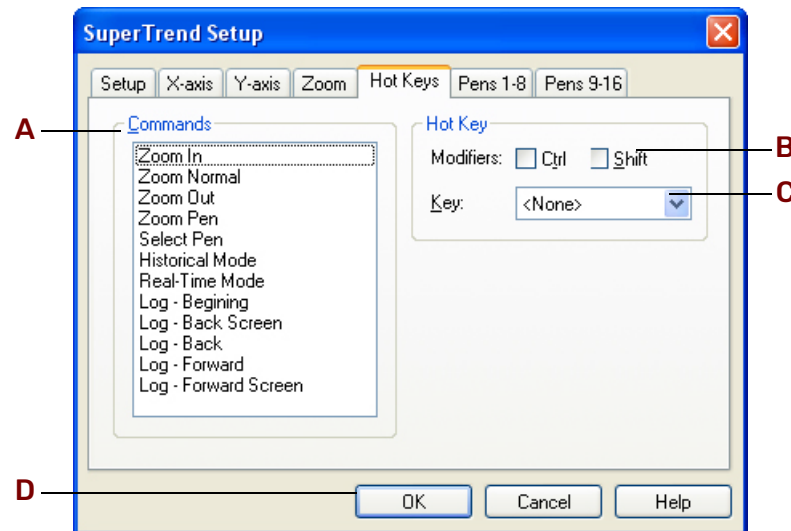 SuperTrend Setup
Setup X-axis Y-axis Zoom Hot Keys Pens 1-8 Pens 9-16
A
Commands
Zoom In
Zoom Normal
Zoom Out
Zoom Pen
Select Pen
Historical Mode
Real-Time Mode
Log - Begining
Log - Back Screen
Log - Back
Log - Forward
Log - Forward Screen
Hot Key
Modifiers: Ctrl Shift
B
Key: <None>
C
D
OK Cancel Help